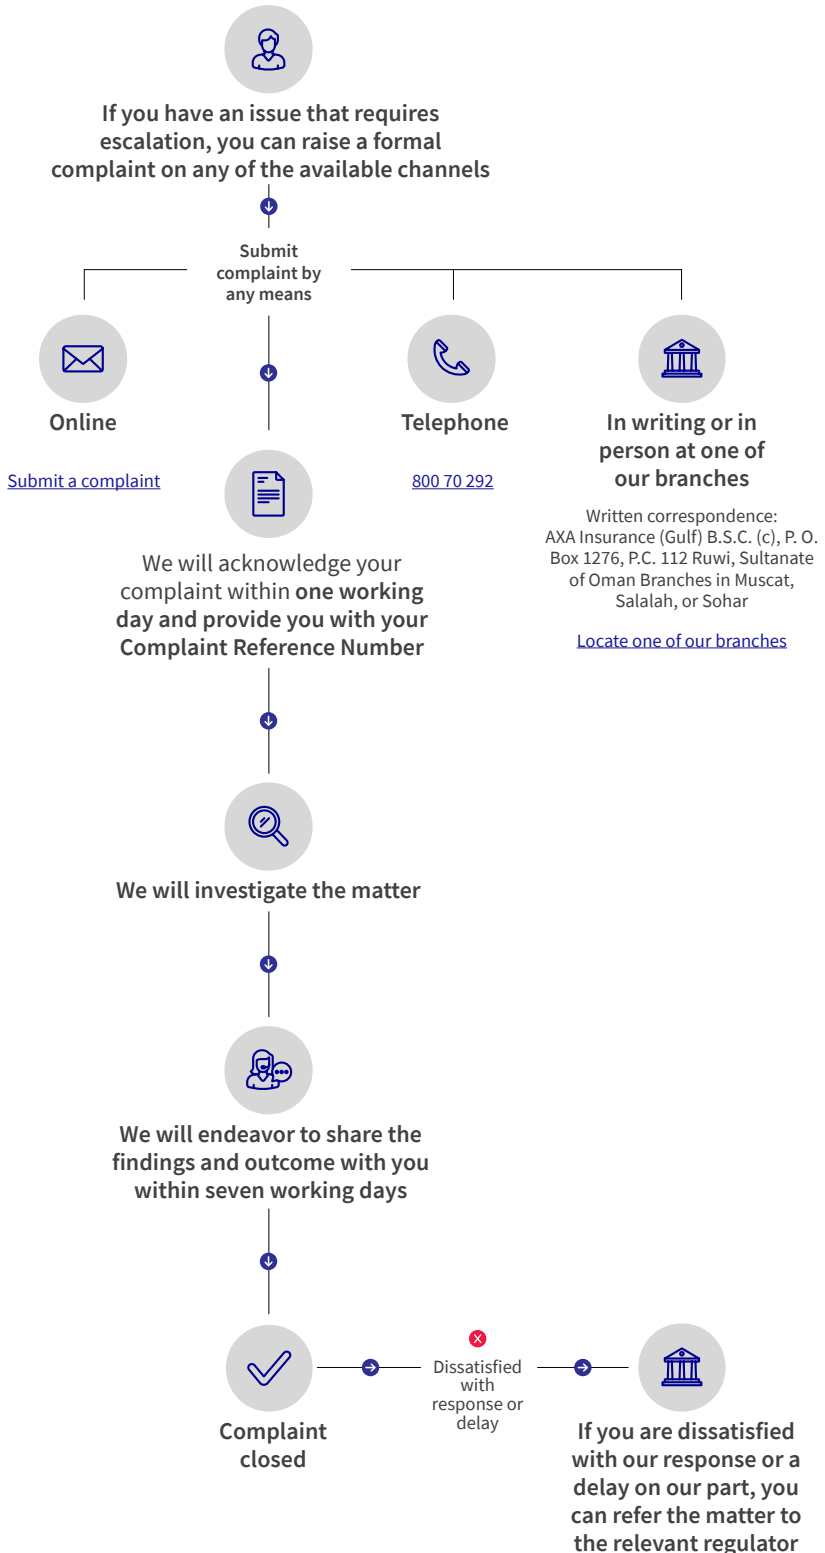 If you have an issue that requires
escalation, you can raise a formal
complaint on any of the available channels
Submit
complaint by
any means
Online
Submit a complaint
Telephone
800 70 292
In writing or in
person at one of
our branches
Written correspondence:
AXA Insurance (Gulf) B.S.C. (c), P. O.
Box 1276, P.C. 112 Ruwi, Sultanate
of Oman Branches in Muscat,
Salalah, or Sohar
Locate one of our branches
We will acknowledge your
complaint within one working
day and provide you with your
Complaint Reference Number
We will investigate the matter
We will endeavor to share the
findings and outcome with you
within seven working days
Complaint
closed
Dissatisfied
with
response or
delay
If you are dissatisfied
with our response or a
delay on our part, you
can refer the matter to
the relevant regulator